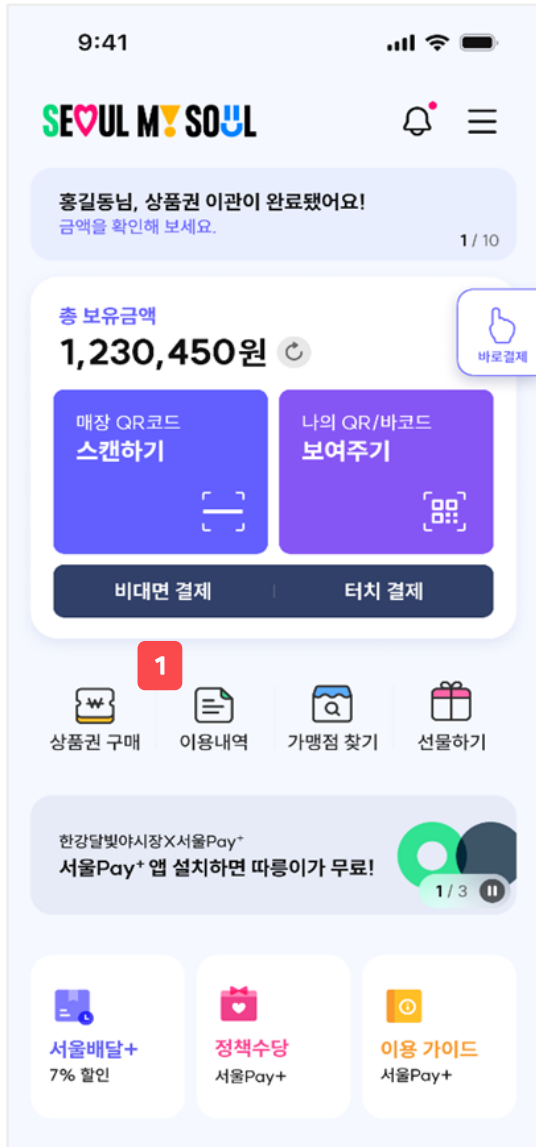 9:41
SEOUL MY SOUL
홍길동님, 상품권 이관이 완료됐어요!
금액을 확인해 보세요.
1 / 10
총 보유금액
1,230,450원
바로결제
매장 QR코드
스캔하기
나의 QR/바코드
보여주기
비대면 결제
터치 결제
1
상품권 구매
이용내역
가맹점 찾기
선물하기
한강달빛야시장X서울Pay⁺
서울Pay⁺ 앱 설치하면 따릉이가 무료!
1 / 3
서울배달+
7% 할인
정책수당
서울Pay+
이용 가이드
서울Pay+